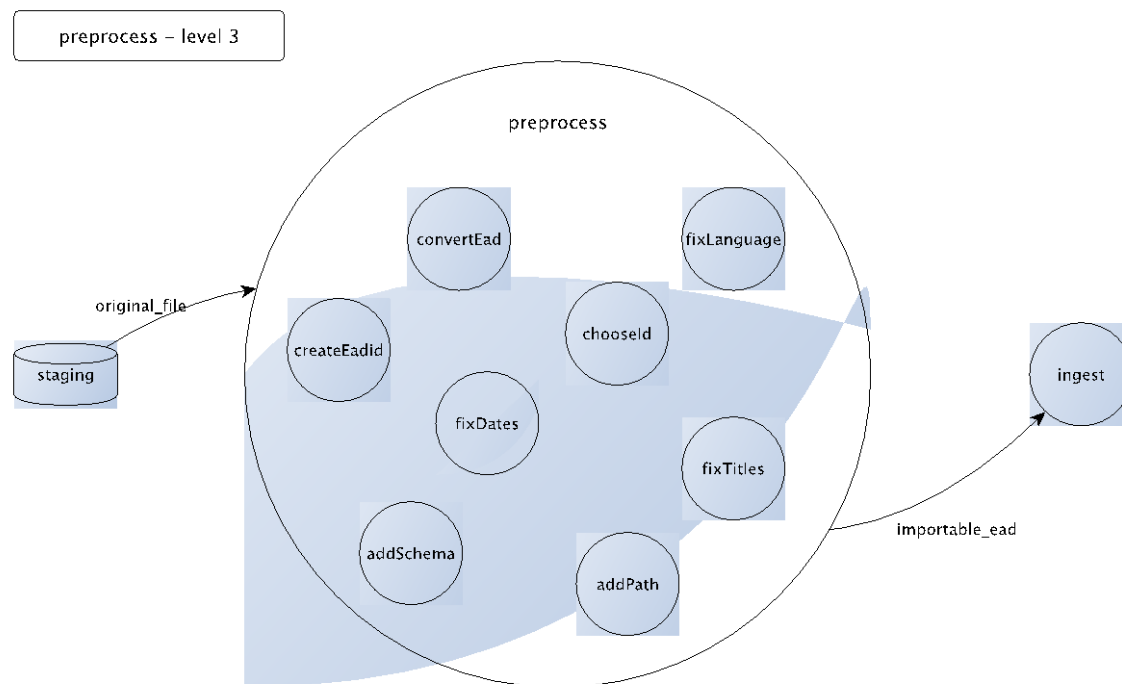 preprocess – level 3
preprocess
convertEad
fixLanguage
original_file
chooseId
createEadid
staging
ingest
fixDates
fixTitles
importable_ead
addSchema
addPath